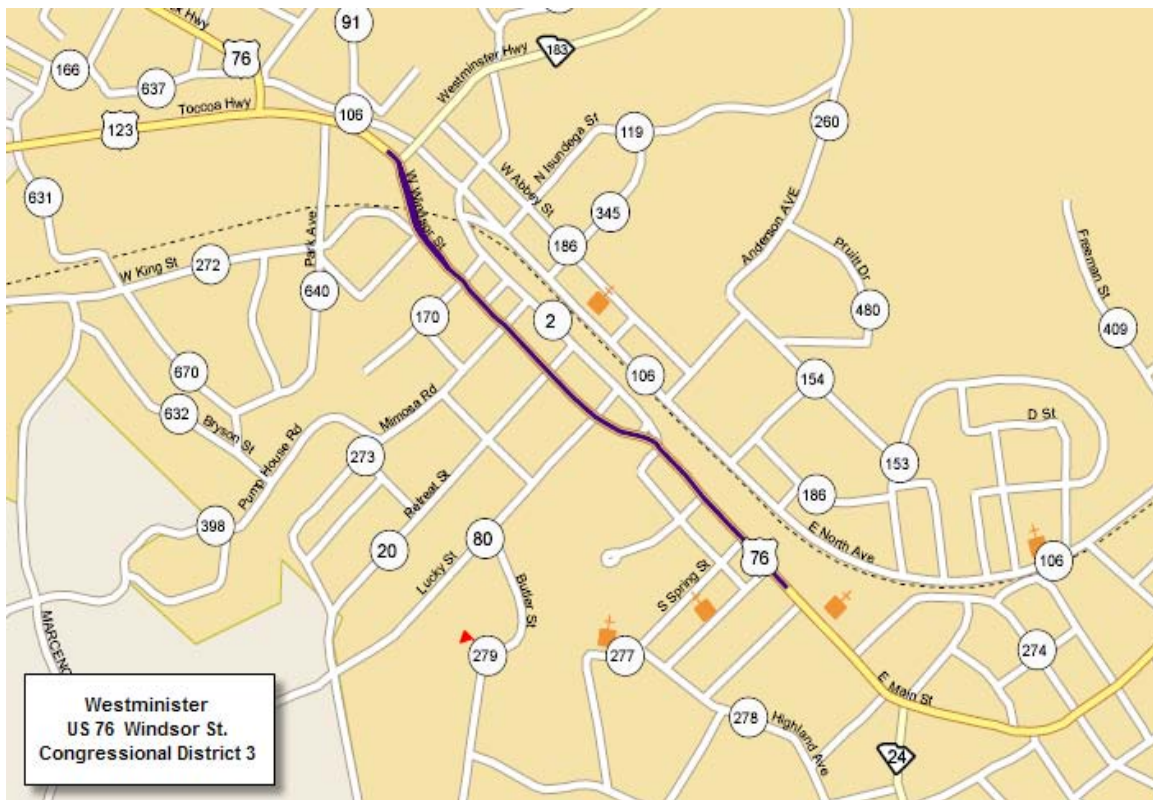 x Hwy
76
91
183
Westminster Hwy
166
637
Toccoa Hwy
123
106
119
260
N Isundega St
W Abbey St
631
W Windsor St
345
186
Anderson AVE
Pruitt Dr
Freeman St
Park Ave
W King St
272
640
170
2
480
409
670
106
154
632
Bryson St
Mimosa Rd
D St
Pump House Rd
273
153
Retreat St
186
398
20
80
E North Ave
76
106
Lucky St
Butler St
S Spring St
MARCENG
279
277
274
E Main St
278
Highland Ave
24
Westminister
US 76 Windsor St.
Congressional District 3